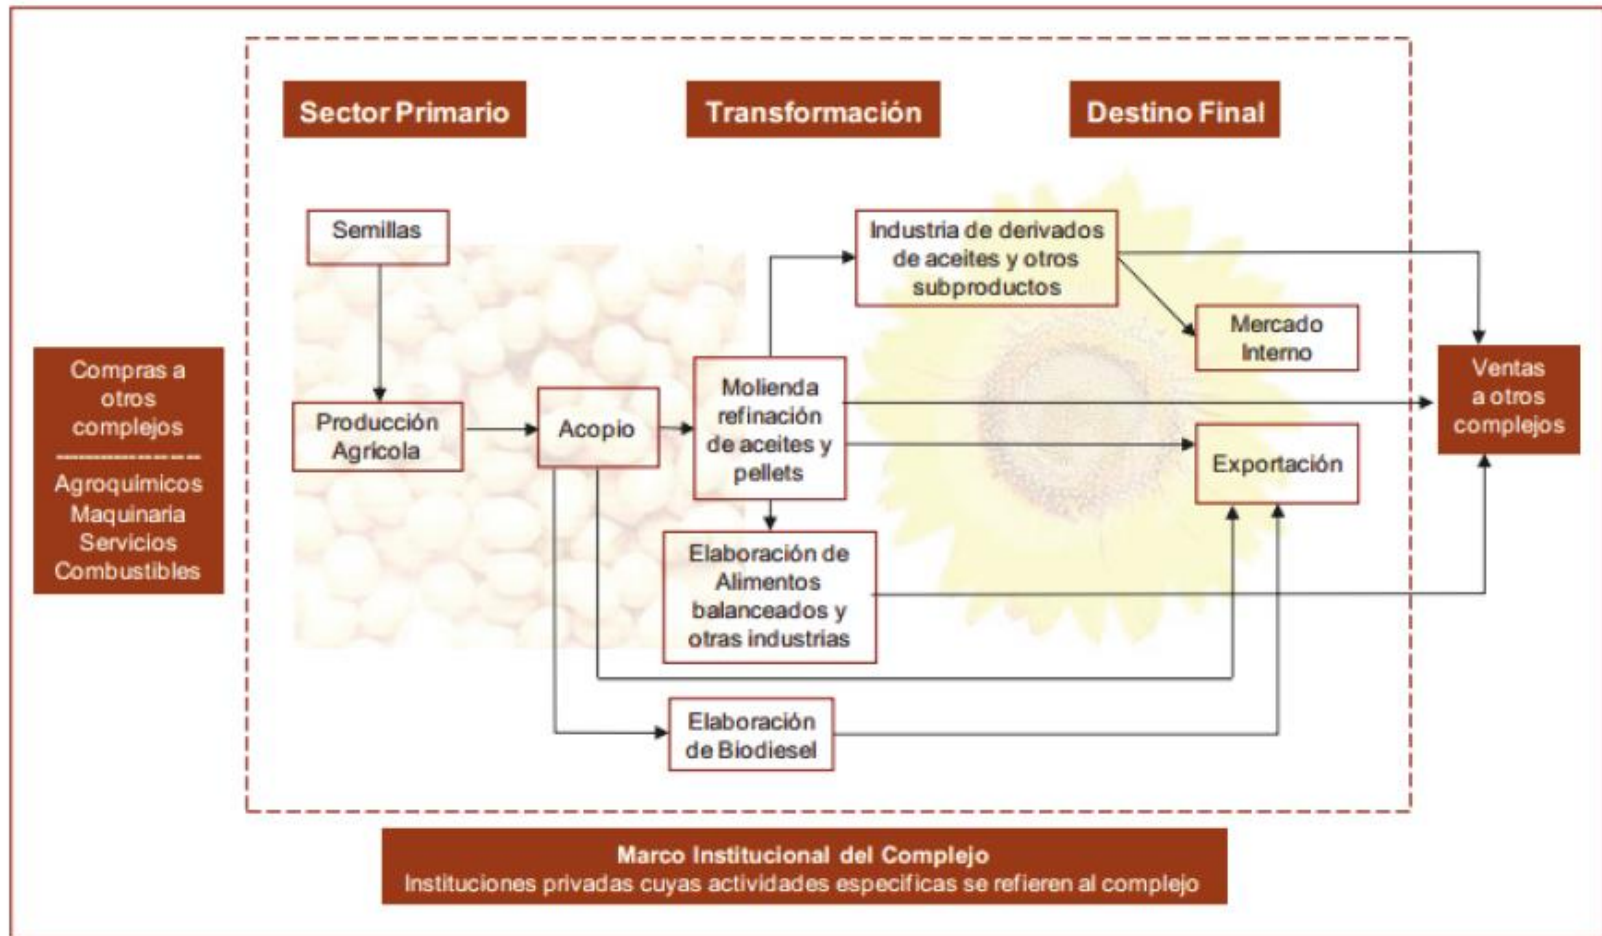 Sector Primario
Transformación
Destino Final
Semillas
Industria de derivados
de aceites y otros
subproductos
Mercado
Interno
Compras a
otros
complejos
--------------------
Agroquímicos
Maquinaria
Servicios
Combustibles
Producción
Agrícola
Acopio
Molienda
refinación
de aceites y
pellets
Exportación
Ventas
a otros
complejos
Elaboración de
Alimentos
balanceados y
otras industrias
Elaboración
de Biodiesel
Marco Institucional del Complejo
Instituciones privadas cuyas actividades especificas se refieren al complejo